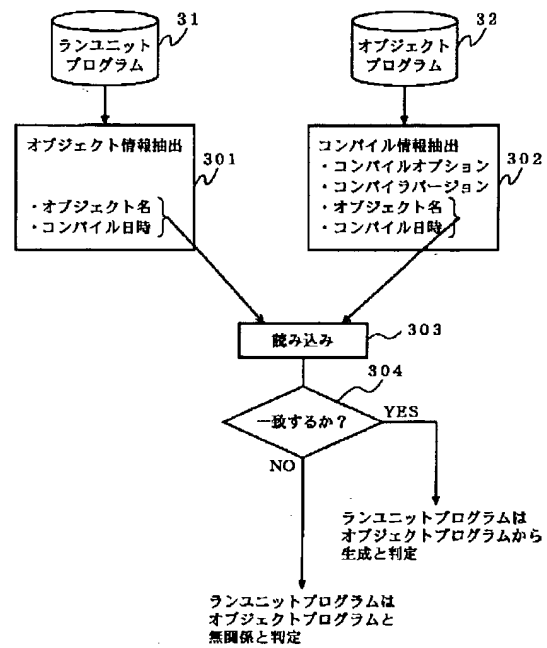 31
ランユニット
プログラム
32
オブジェクト
プログラム
オブジェクト情報抽出
・オブジェクト名
・コンパイル日時
301
コンパイル情報抽出
・コンパイルオプション
・コンパイラバージョン
・オブジェクト名
・コンパイル日時
302
読み込み
303
304
一致するか?
YES
NO
ランユニットプログラムは
オブジェクトプログラムから
生成と判定
ランユニットプログラムは
オブジェクトプログラムと
無関係と判定